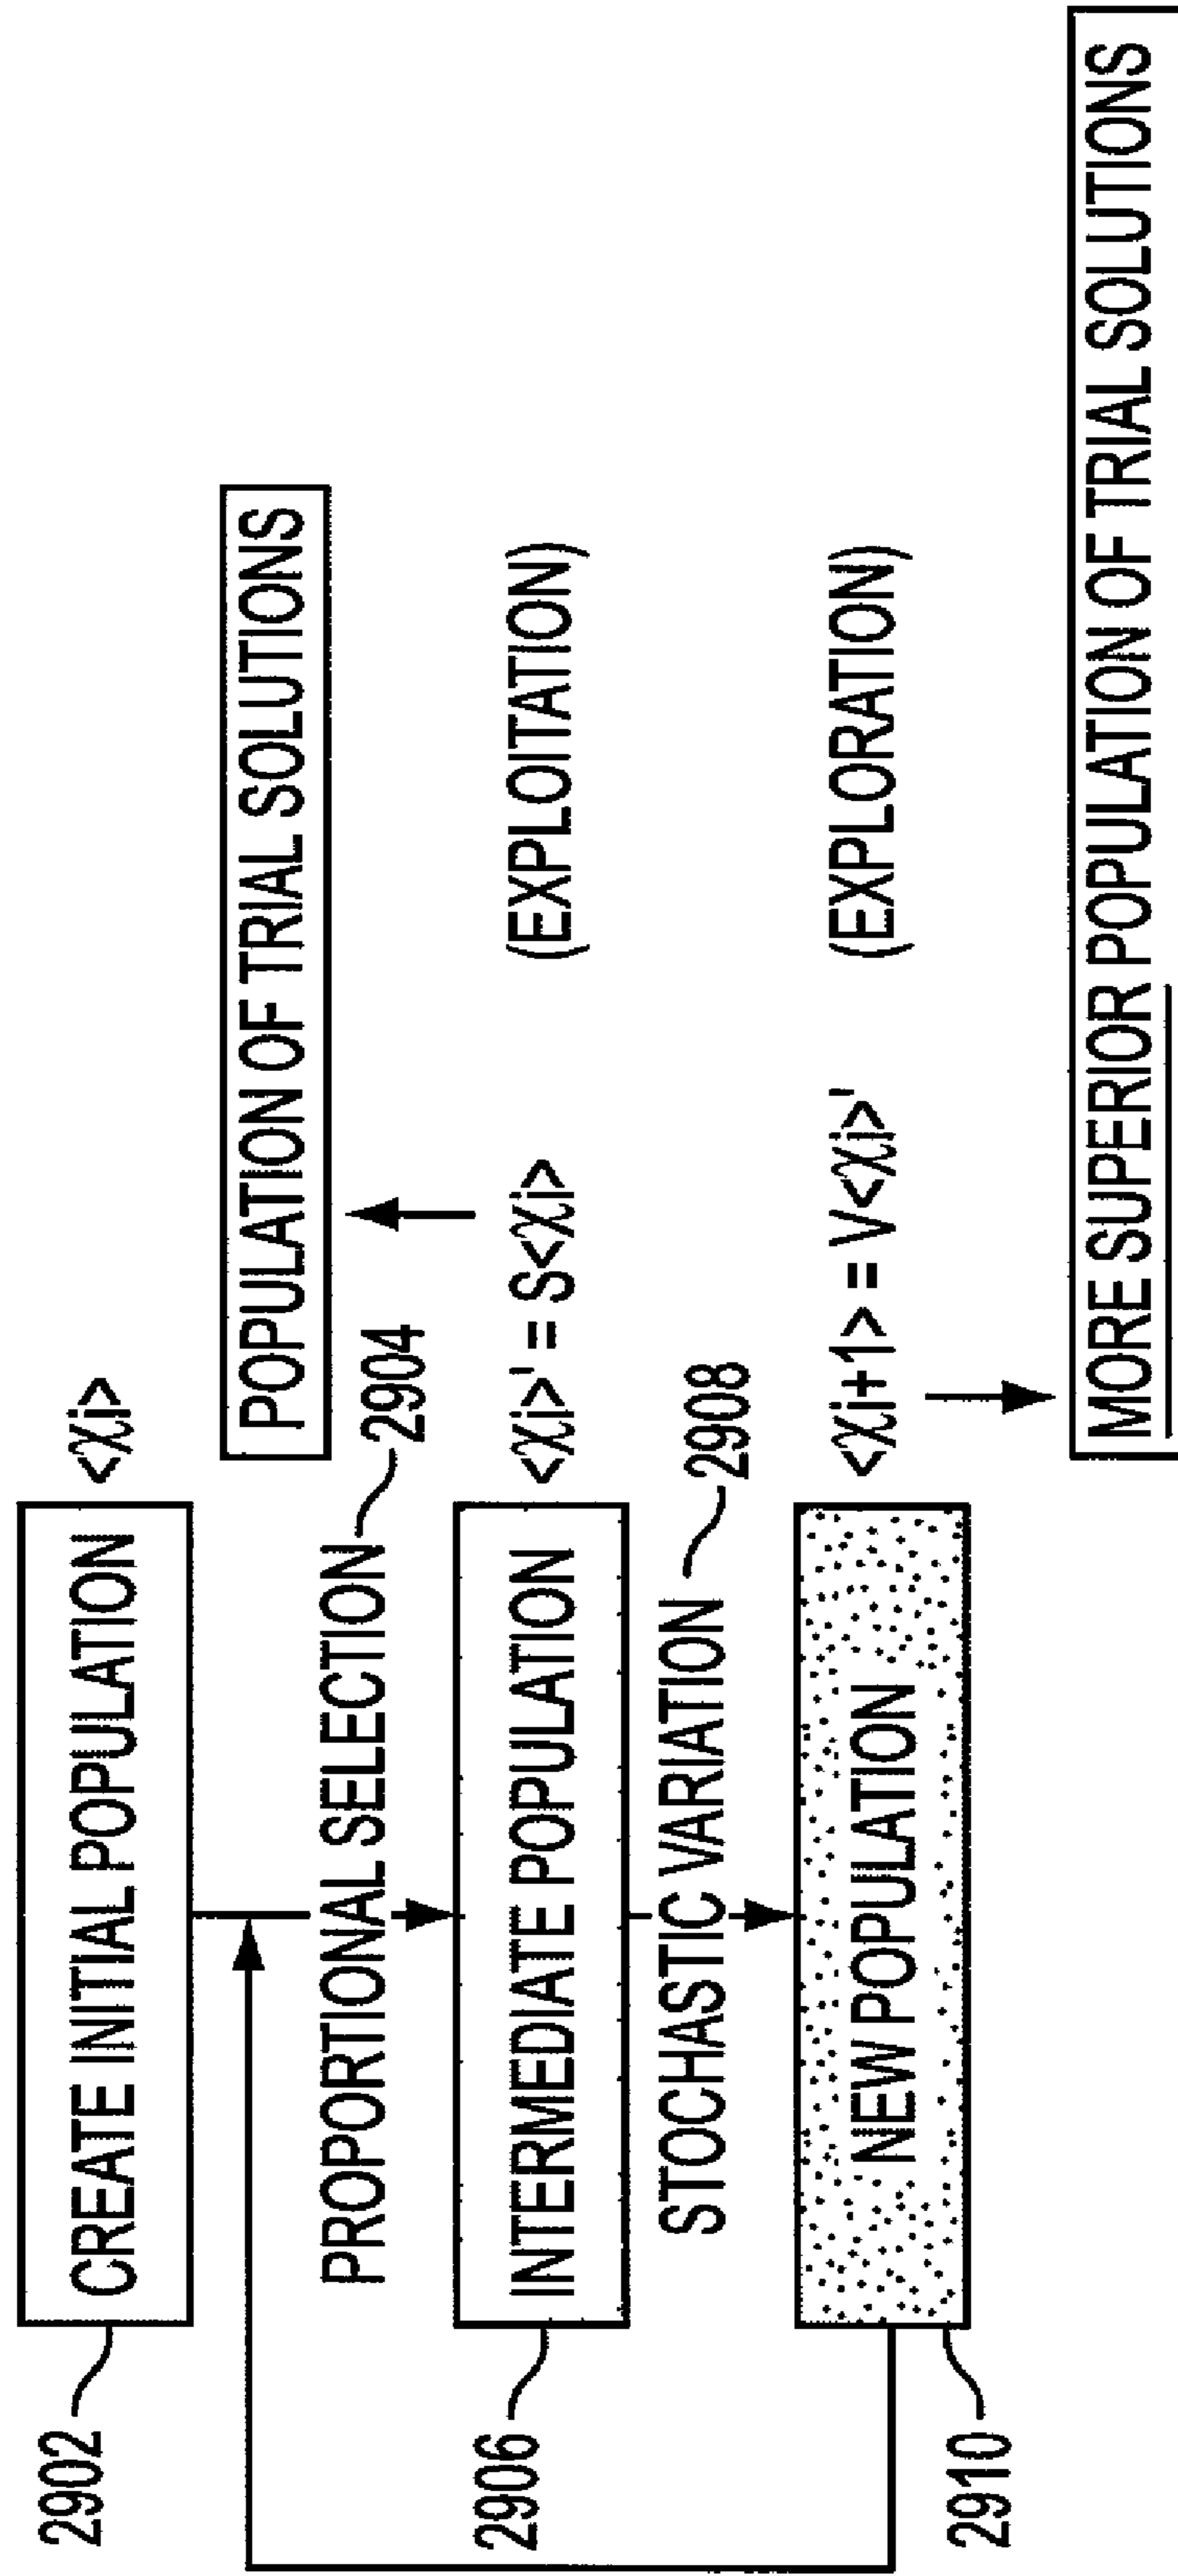 2902
CREATE INITIAL POPULATION
<χi>
POPULATION OF TRIAL SOLUTIONS
PROPORTIONAL SELECTION
2904
2906
INTERMEDIATE POPULATION
<χi>' = S<χi>
(EXPLOITATION)
STOCHASTIC VARIATION
2908
2910
NEW POPULATION
<χi+1> = V<χi>'
(EXPLORATION)
MORE SUPERIOR POPULATION OF TRIAL SOLUTIONS